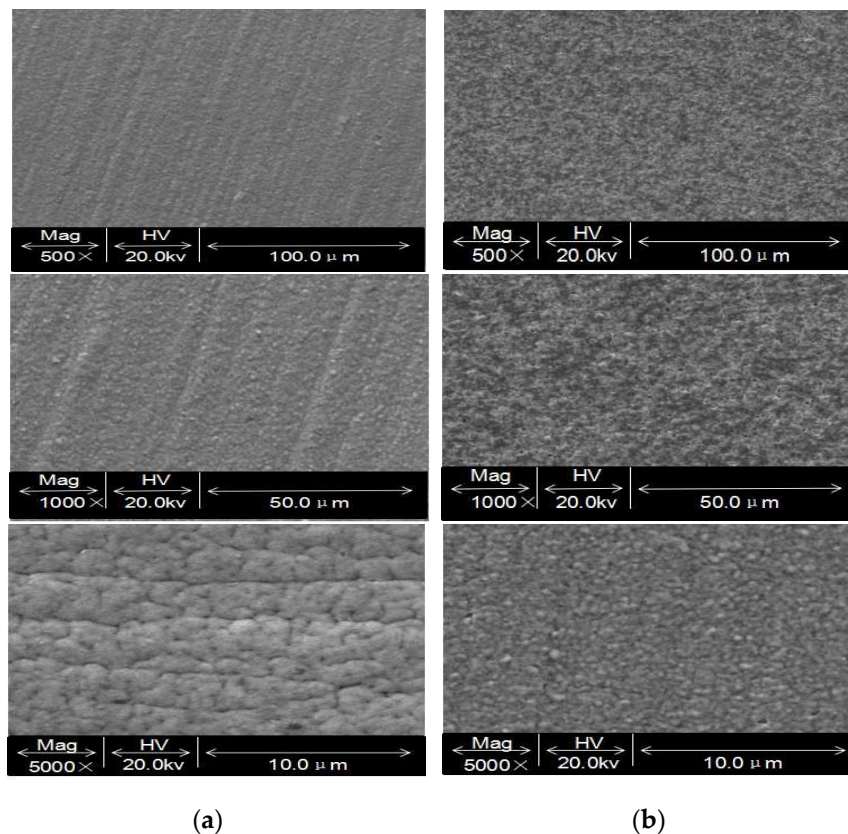 Mag HV Mag HV
500× 20.0kv 100.0 μm 500× 20.0kv 100.0 μm
Mag HV Mag HV
1000× 20.0kv 50.0 μm 1000× 20.0kv 50.0 μm
Mag HV Mag HV
5000× 20.0kv 10.0 μm 5000× 20.0kv 10.0 μm
(a) (b)